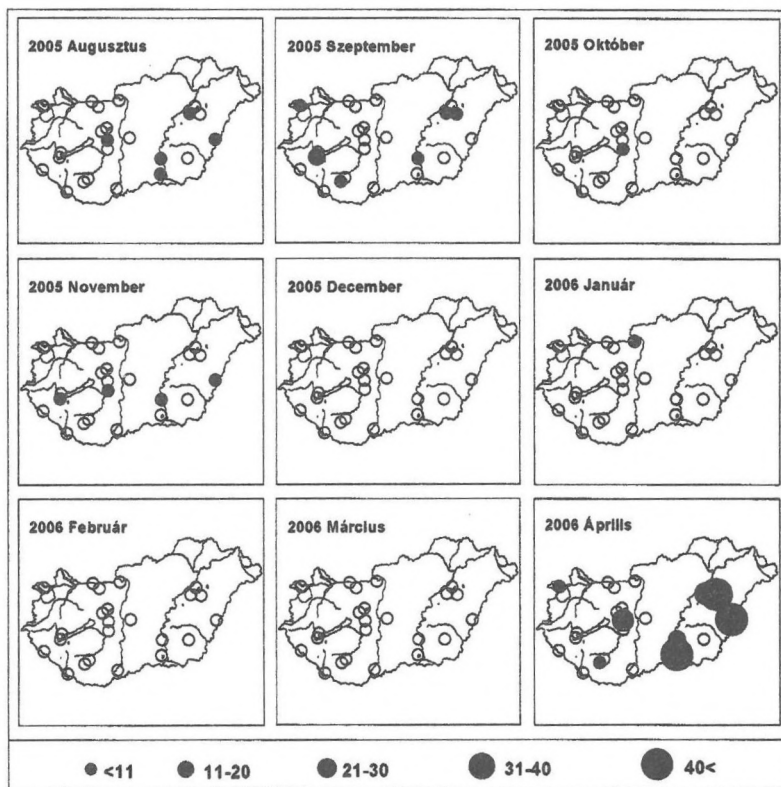 2005 Augusztus
2005 Szeptember
2005 Október
2005 November
2005 December
2006 Január
2006 Február
2006 Március
2006 Április
<11
11-20
21-30
31-40
40<